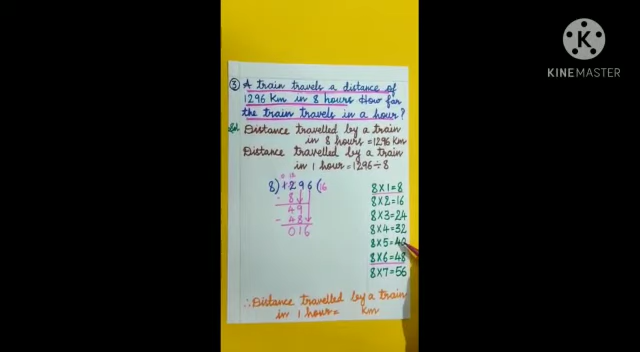 KINEMASTER
③ A train travels a distance of
1296 Km in 8 hours How far
the train travels in a hour?
Sol Distance travelled by a train
in 8 hours = 1296 Km
Distance travelled by a train
in 1 hour = 1296 ÷ 8
8 ) 1296 ( 16
- 8
49
- 48
016
8 X 1 = 8
8 X 2 = 16
8 X 3 = 24
8 X 4 = 32
8 X 5 = 40
8 X 6 = 48
8 X 7 = 56
∴ Distance travelled by a train
in 1 hour = Km